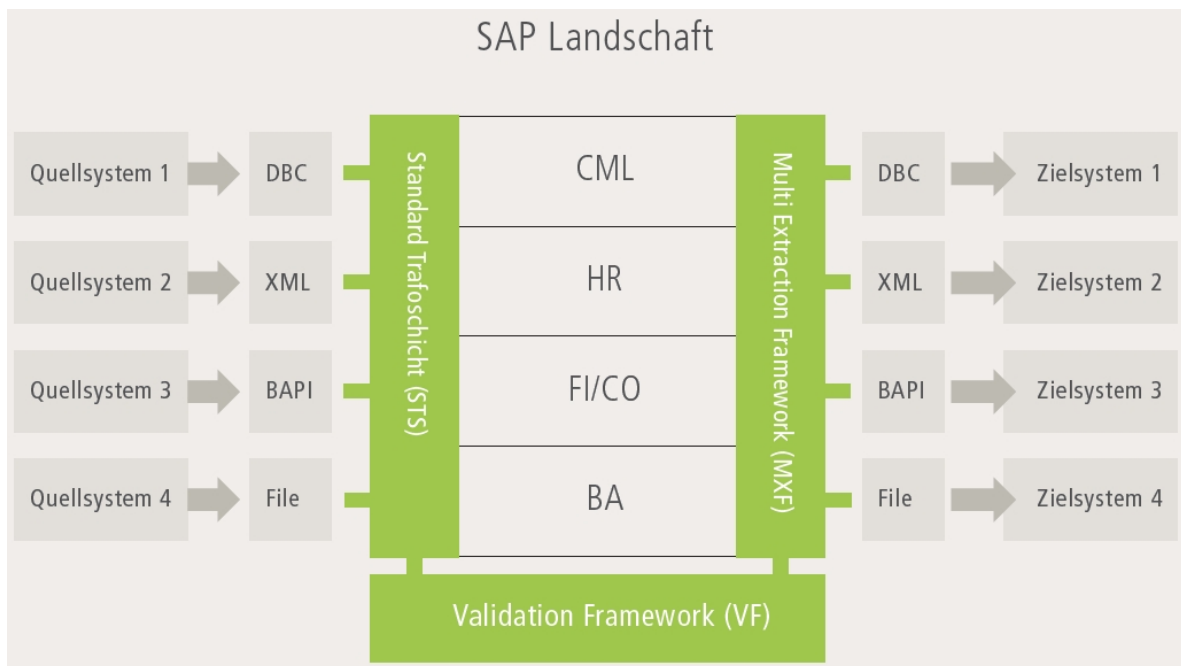 SAP Landschaft
Quellsystem 1
DBC
CML
DBC
Zielsystem 1
Quellsystem 2
XML
HR
XML
Zielsystem 2
Quellsystem 3
BAPI
FI/CO
BAPI
Zielsystem 3
Quellsystem 4
File
BA
File
Zielsystem 4
Standard Trafoschicht (STS)
Multi Extraction Framework (MXF)
Validation Framework (VF)